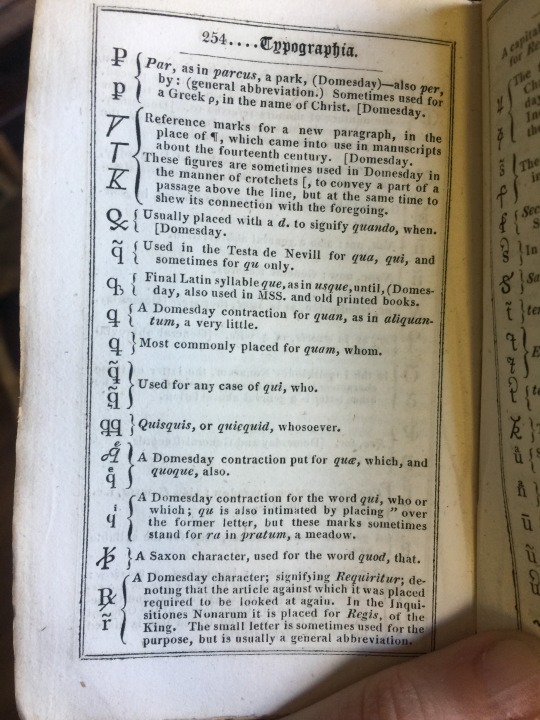 254....Typographia.
Par, as in parcus, a park, (Domesday)—also per,
by: (general abbreviation.) Sometimes used for
a Greek ρ, in the name of Christ. [Domesday.
Reference marks for a new paragraph, in the
place of ¶, which came into use in manuscripts
about the fourteenth century. [Domesday.
These figures are sometimes used in Domesday in
the manner of crotchets [, to convey a part of a
passage above the line, but at the same time to
shew its connection with the foregoing.
Usually placed with a d. to signify quando, when.
[Domesday.
q̃ Used in the Testa de Nevill for qua, qui, and
sometimes for qu only.
Final Latin syllable que, as in usque, until, (Domes-
day, also used in MSS. and old printed books.
q A Domesday contraction for quan, as in aliquan-
tum, a very little.
q Most commonly placed for quam, whom.
Used for any case of qui, who.
qq Quisquis, or quicquid, whosoever.
A Domesday contraction put for quæ, which, and
quoque, also.
A Domesday contraction for the word qui, who or
which; qu is also intimated by placing " over
the former letter, but these marks sometimes
stand for ra in pratum, a meadow.
A Saxon character, used for the word quod, that.
℞ A Domesday character; signifying Requiritur; de-
noting that the article against which it was placed
r̃ required to be looked at again. In the Inqui-
sitiones Nonarum it is placed for Regis, of the
King. The small letter is sometimes used for the
purpose, but is usually a general abbreviation.